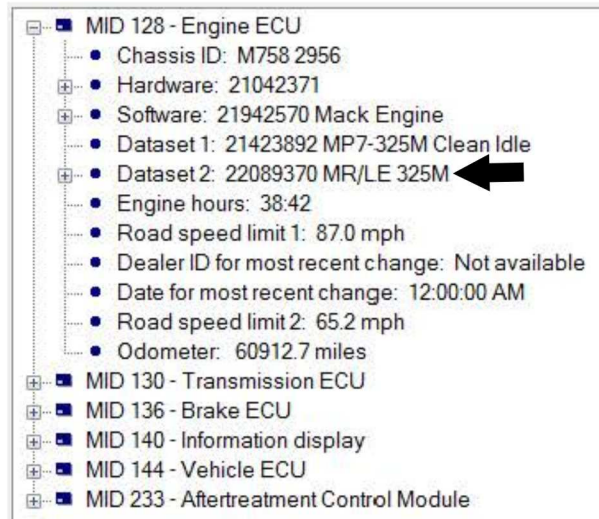 MID 128 - Engine ECU
Chassis ID: M758 2956
Hardware: 21042371
Software: 21942570 Mack Engine
Dataset 1: 21423892 MP7-325M Clean Idle
Dataset 2: 22089370 MR/LE 325M
Engine hours: 38:42
Road speed limit 1: 87.0 mph
Dealer ID for most recent change: Not available
Date for most recent change: 12:00:00 AM
Road speed limit 2: 65.2 mph
Odometer: 60912.7 miles
MID 130 - Transmission ECU
MID 136 - Brake ECU
MID 140 - Information display
MID 144 - Vehicle ECU
MID 233 - Aftertreatment Control Module